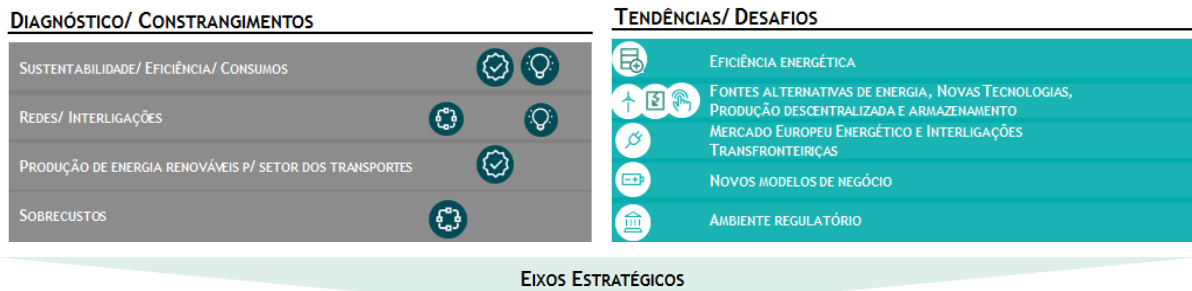 DIAGNÓSTICO/ CONSTRANGIMENTOS
SUSTENTABILIDADE/ EFICIÊNCIA/ CONSUMOS
REDES/ INTERLIGAÇÕES
PRODUÇÃO DE ENERGIA RENOVÁVEIS P/ SETOR DOS TRANSPORTES
SOBRECUSTOS
TENDÊNCIAS/ DESAFIOS
EFICIÊNCIA ENERGÉTICA
FONTES ALTERNATIVAS DE ENERGIA, NOVAS TECNOLOGIAS,
PRODUÇÃO DESCENTRALIZADA E ARMAZENAMENTO
MERCADO EUROPEU ENERGÉTICO E INTERLIGAÇÕES
TRANSFRONTEIRIÇAS
NOVOS MODELOS DE NEGÓCIO
AMBIENTE REGULATÓRIO
EIXOS ESTRATÉGICOS